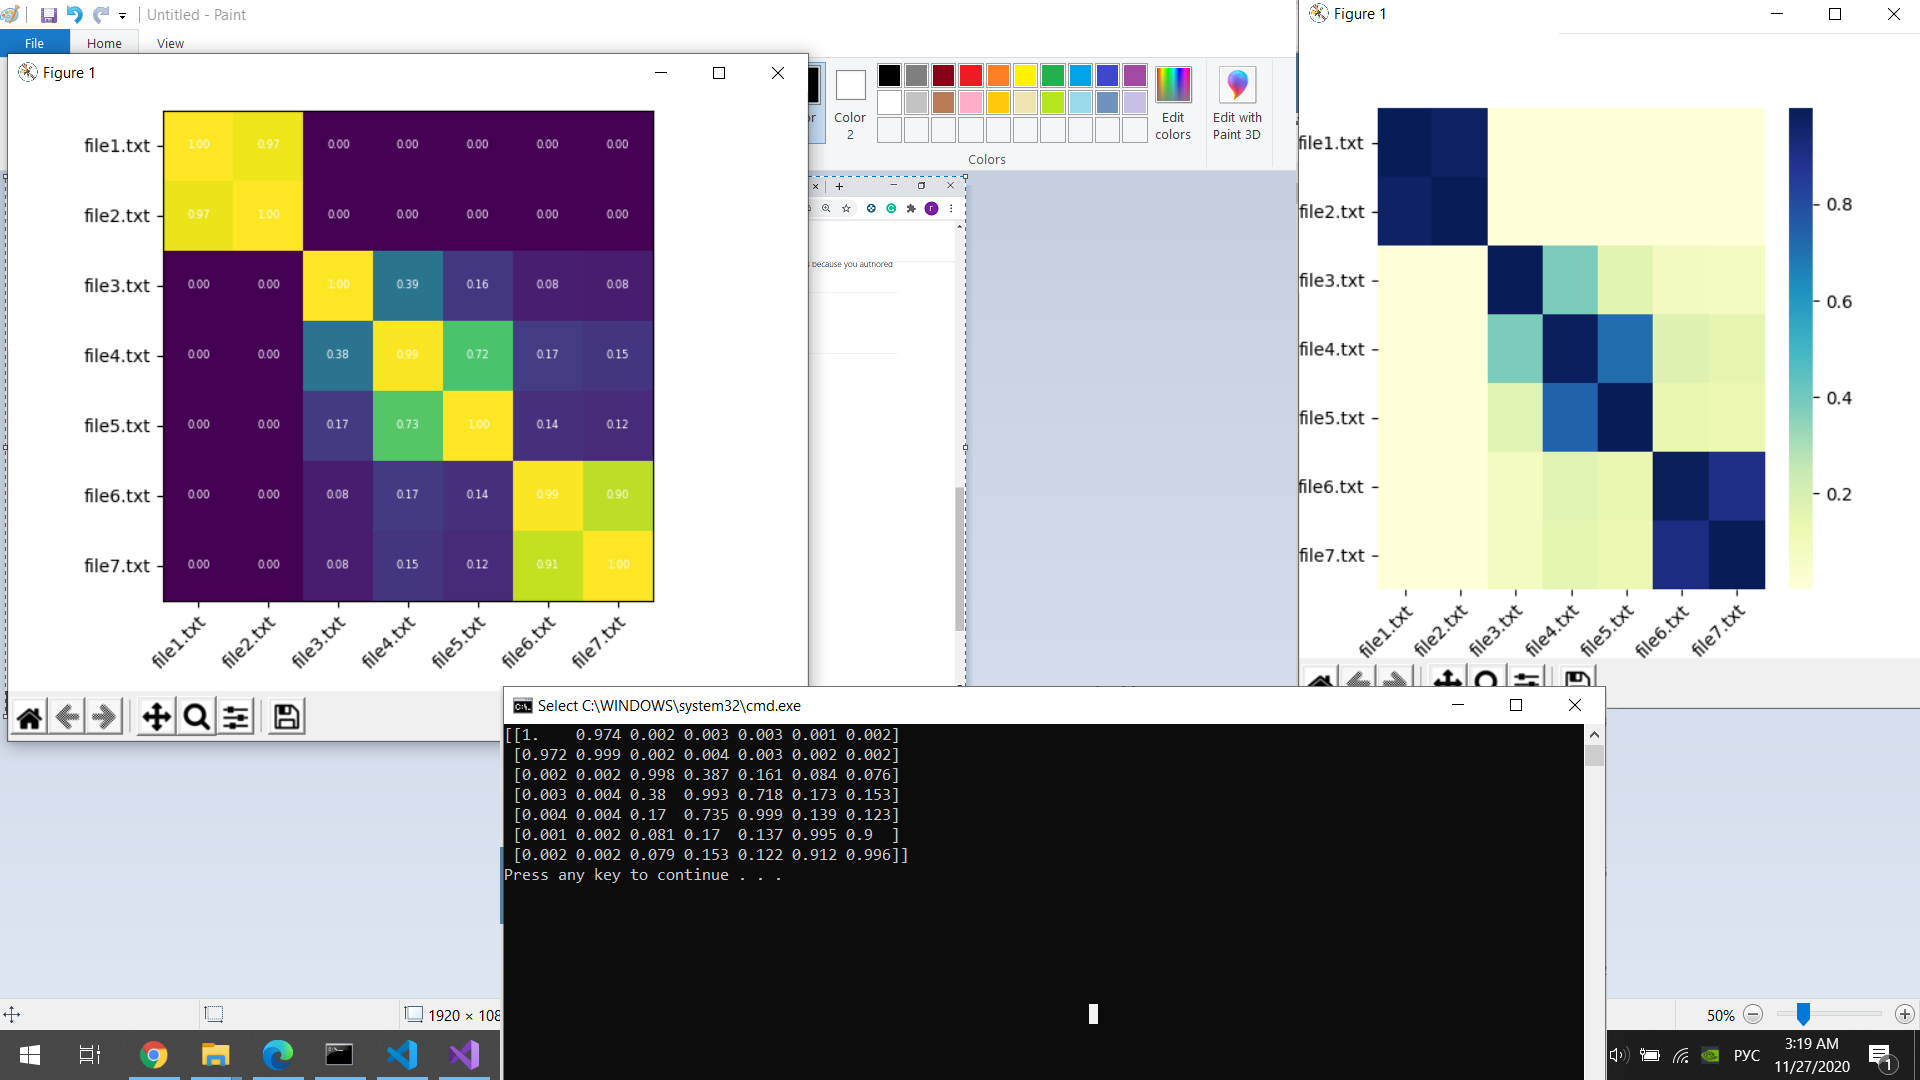 Untitled - Paint
File Home View
Figure 1
Color
2
Edit
colors
Edit with
Paint 3D
Colors
because you authored
file1.txt 1.00 0.97 0.00 0.00 0.00 0.00 0.00
file2.txt 0.97 1.00 0.00 0.00 0.00 0.00 0.00
file3.txt 0.00 0.00 1.00 0.39 0.16 0.08 0.08
file4.txt 0.00 0.00 0.38 0.99 0.72 0.17 0.15
file5.txt 0.00 0.00 0.17 0.73 1.00 0.14 0.12
file6.txt 0.00 0.00 0.08 0.17 0.14 0.99 0.90
file7.txt 0.00 0.00 0.08 0.15 0.12 0.91 1.00
file1.txt file2.txt file3.txt file4.txt file5.txt file6.txt file7.txt
Figure 1
file1.txt
file2.txt
file3.txt
file4.txt
file5.txt
file6.txt
file7.txt
file1.txt file2.txt file3.txt file4.txt file5.txt file6.txt file7.txt
0.8
0.6
0.4
0.2
Select C:\WINDOWS\system32\cmd.exe
[[1.    0.974 0.002 0.003 0.003 0.001 0.002]
 [0.972 0.999 0.002 0.004 0.003 0.002 0.002]
 [0.002 0.002 0.998 0.387 0.161 0.084 0.076]
 [0.003 0.004 0.38  0.993 0.718 0.173 0.153]
 [0.004 0.004 0.17  0.735 0.999 0.139 0.123]
 [0.001 0.002 0.081 0.17  0.137 0.995 0.9  ]
 [0.002 0.002 0.079 0.153 0.122 0.912 0.996]]
Press any key to continue . . .
1920 × 108
50%
РУС
3:19 AM
11/27/2020
1